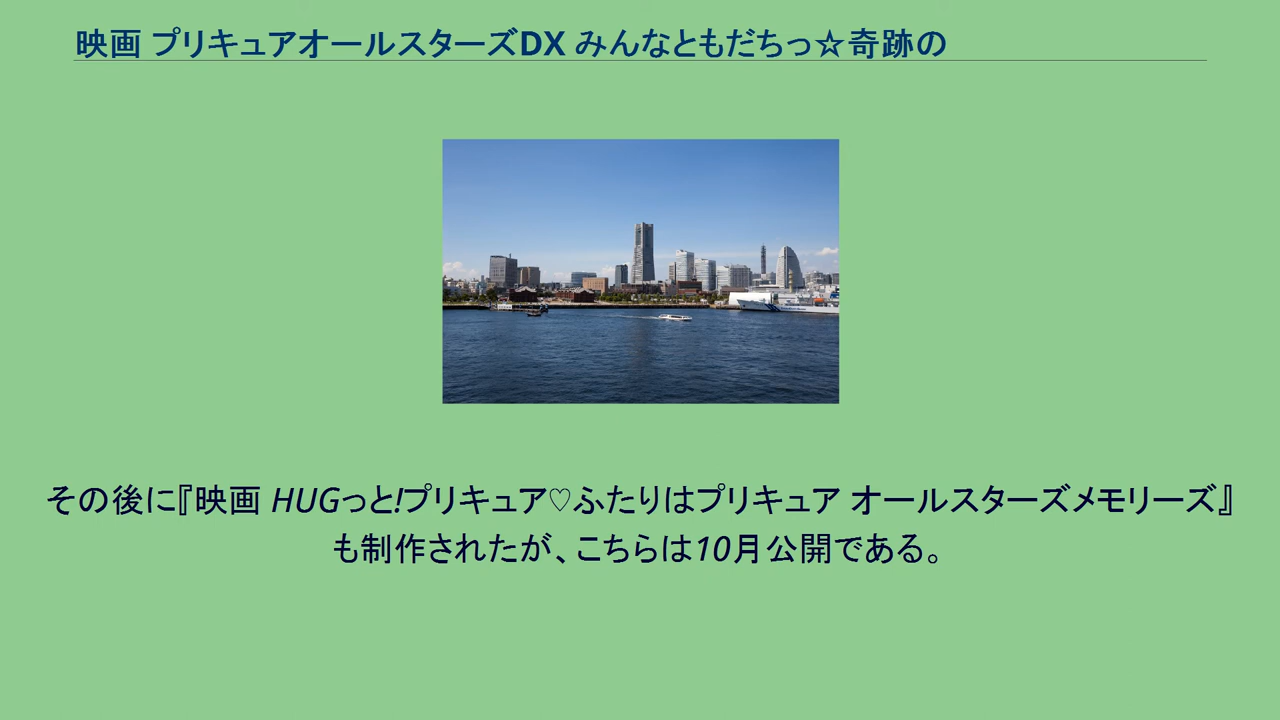 映画 プリキュアオールスターズDX みんなともだちっ☆奇跡の
その後に『映画 HUGっと!プリキュア♡ふたりはプリキュア オールスターズメモリーズ』
も制作されたが、こちらは10月公開である。